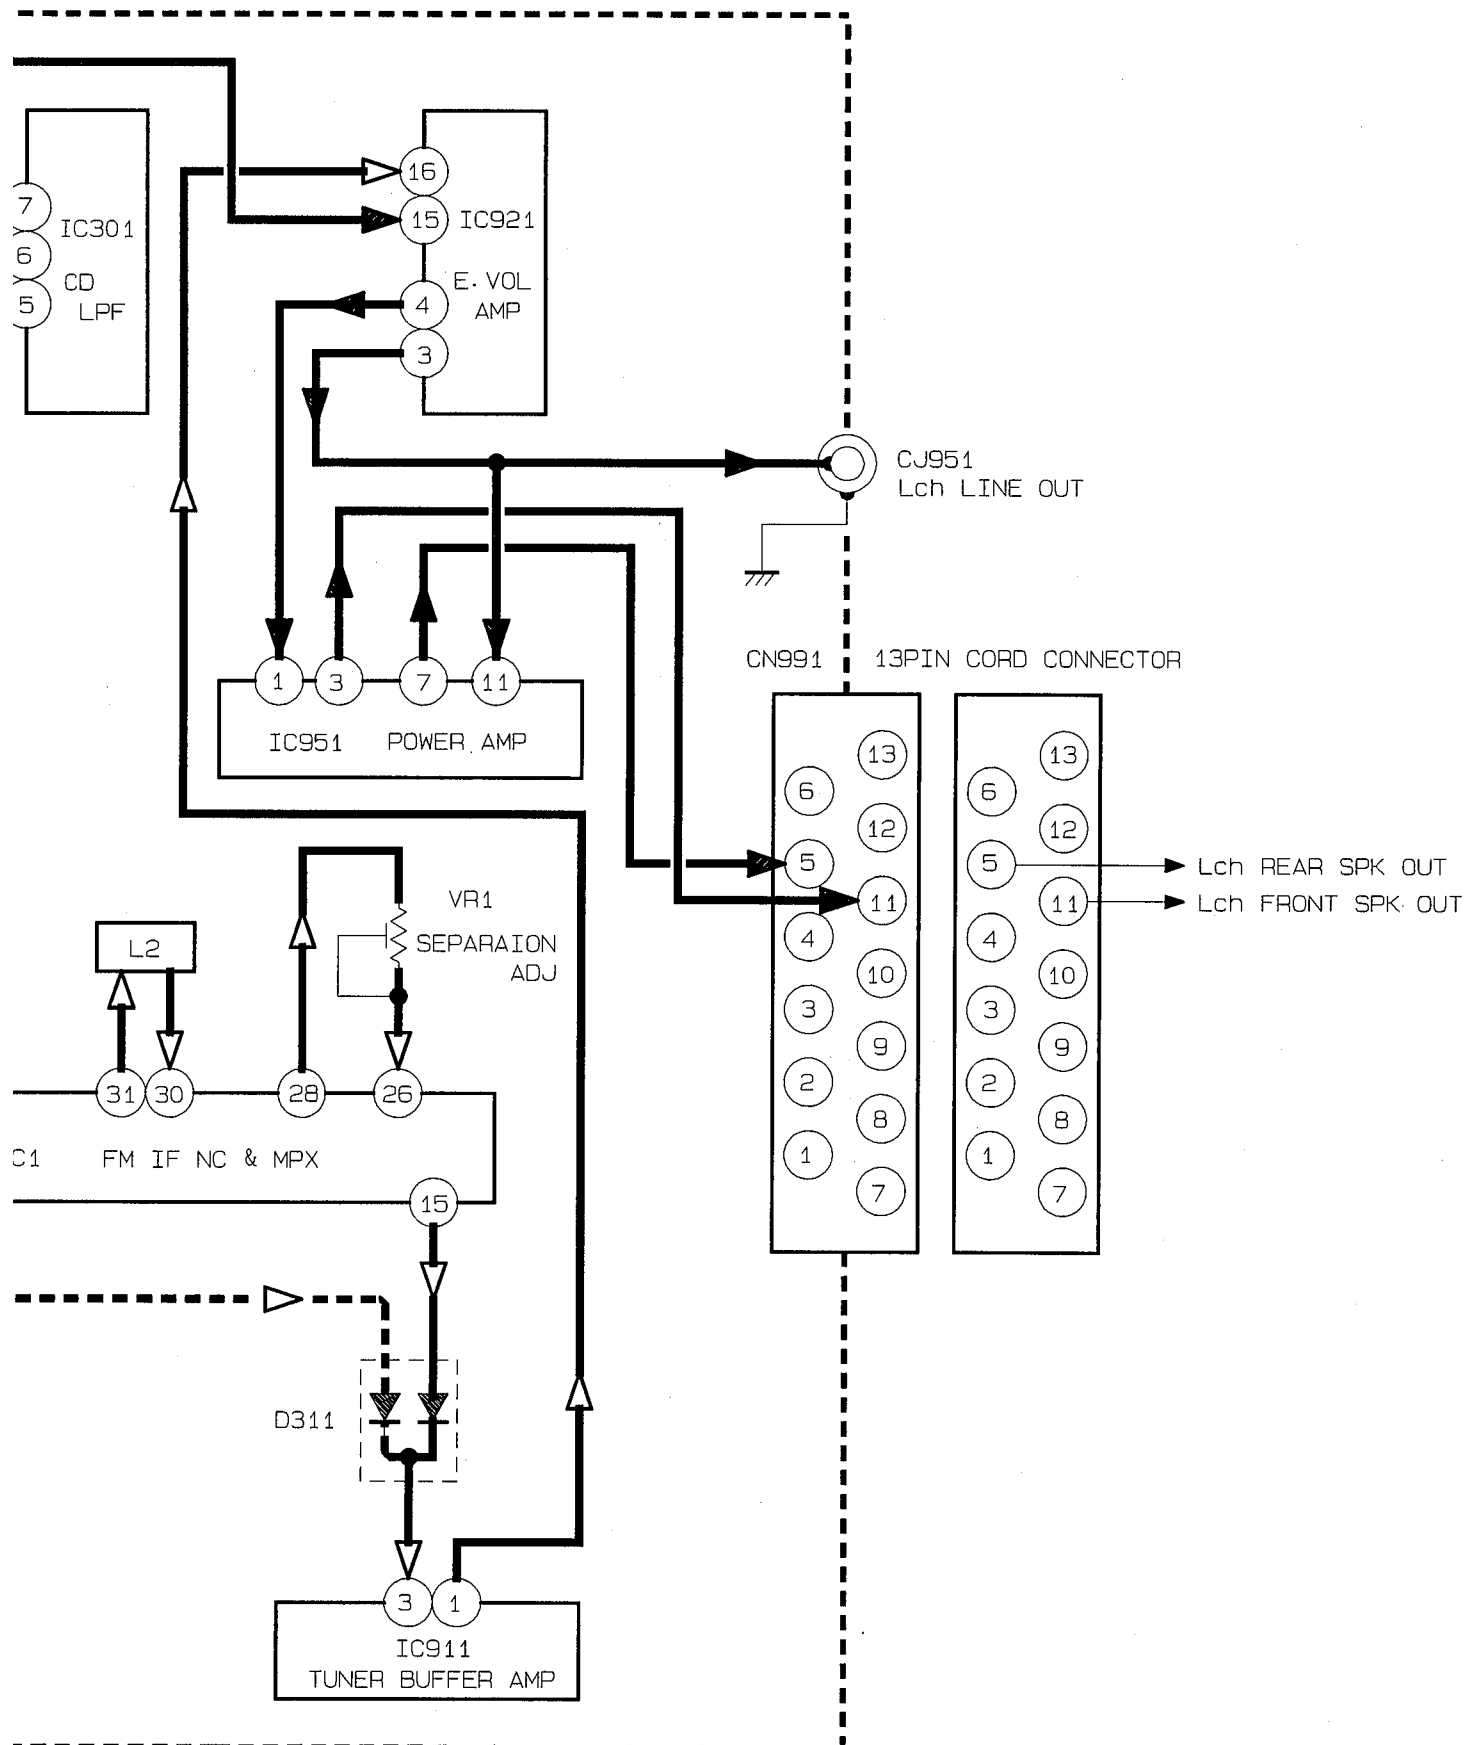 16
7
IC301
15
IC921
6
CD
LPF
5
4
E.VOL
AMP
3
CJ951
Lch LINE OUT
CN991
13PIN CORD CONNECTOR
1
3
7
11
IC951 POWER AMP
13
6
12
5
11
4
10
3
9
2
8
1
7
13
6
12
5
11
4
10
3
9
2
8
1
7
Lch REAR SPK OUT
Lch FRONT SPK OUT
VR1
SEPARAION
ADJ
L2
31
30
28
26
C1 FM IF NC & MPX
15
D311
3
1
IC911
TUNER BUFFER AMP